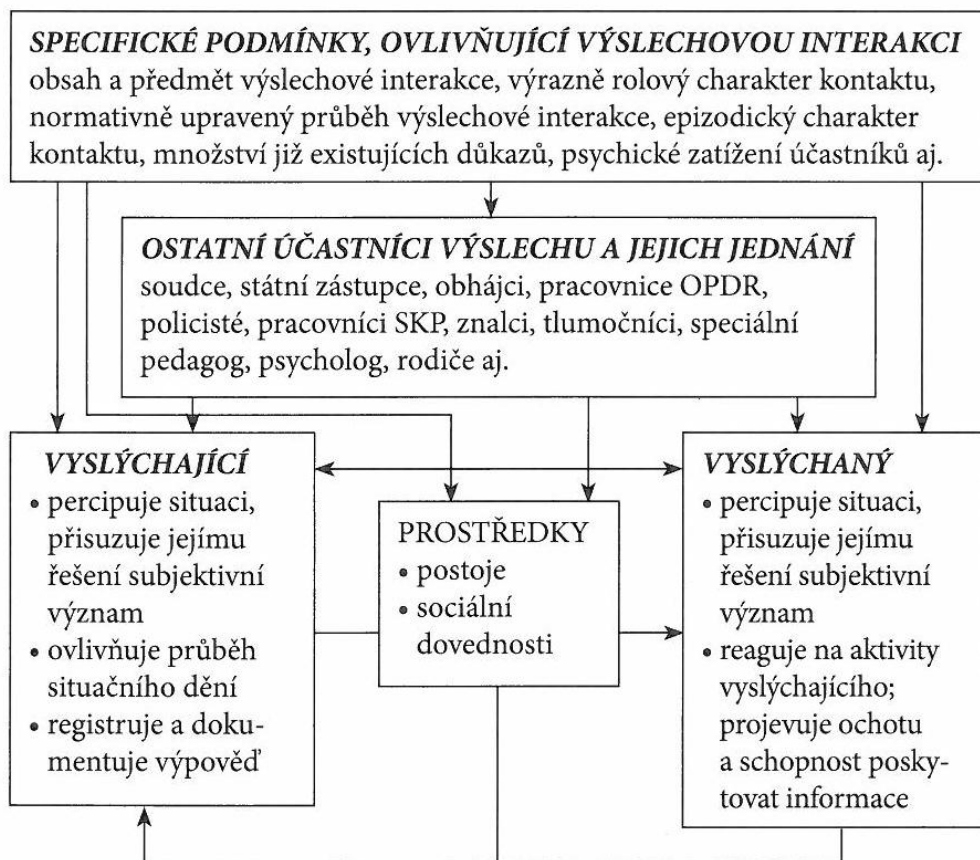 SPECIFICKÉ PODMÍNKY, OVLIVŇUJÍCÍ VÝSLECHOVOU INTERAKCI
obsah a předmět výslechové interakce, výrazně rolový charakter kontaktu,
normativně upravený průběh výslechové interakce, epizodický charakter
kontaktu, množství již existujících důkazů, psychické zatížení účastníků aj.
OSTATNÍ ÚČASTNÍCI VÝSLECHU A JEJICH JEDNÁNÍ
soudce, státní zástupce, obhájci, pracovnice OPDR,
policisté, pracovníci SKP, znalci, tlumočníci, speciální
pedagog, psycholog, rodiče aj.
VYSLÝCHAJÍCÍ
• percipuje situaci,
přisuzuje jejímu
řešení subjektivní
význam
• ovlivňuje průběh
situačního dění
• registruje a doku-
mentuje výpověď
PROSTŘEDKY
• postoje
• sociální
dovednosti
VYSLÝCHANÝ
• percipuje situaci,
přisuzuje jejímu
řešení subjektivní
význam
• reaguje na aktivity
vyslýchajícího;
projevuje ochotu
a schopnost posky-
tovat informace